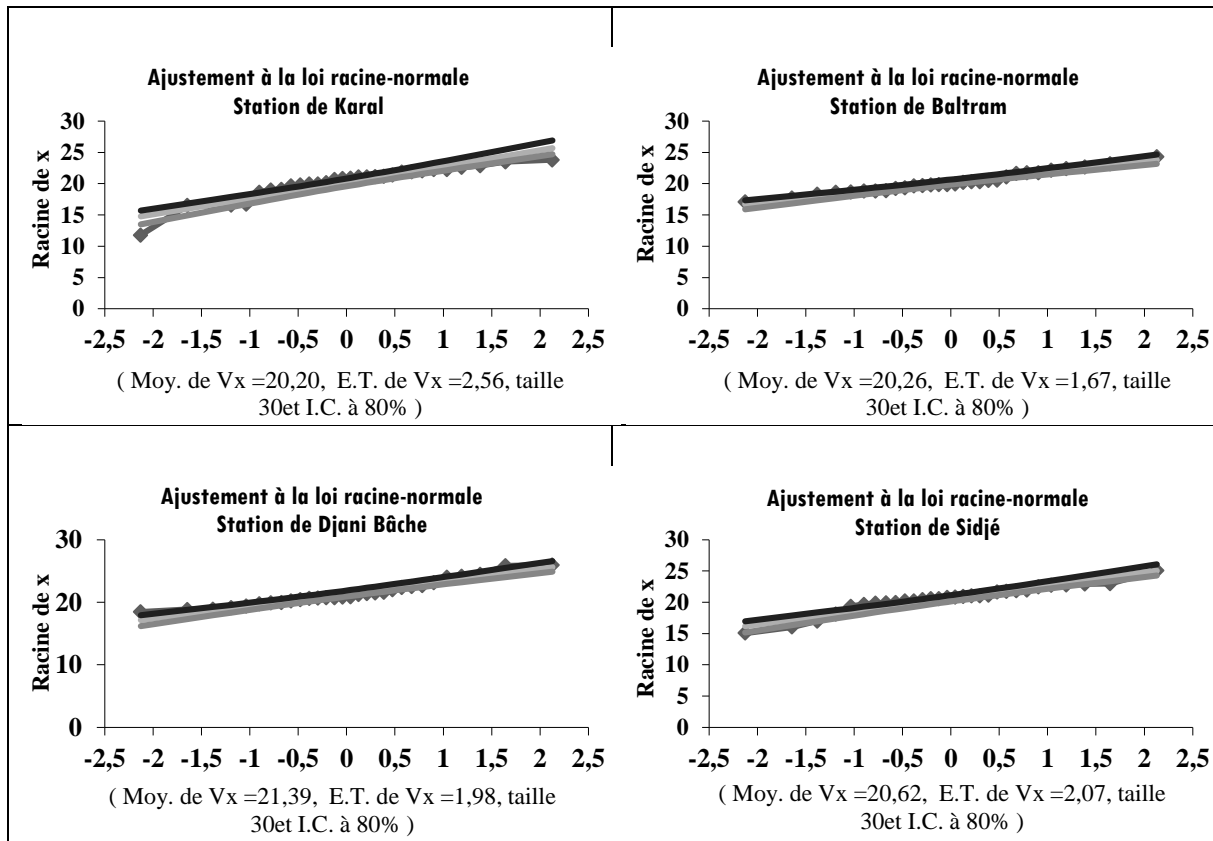 Ajustement à la loi racine-normale
Station de Karal
Racine de x
30
25
20
15
10
5
0
-2,5 -2 -1,5 -1 -0,5 0 0,5 1 1,5 2 2,5
( Moy. de Vx =20,20, E.T. de Vx =2,56, taille
30et I.C. à 80% )
Ajustement à la loi racine-normale
Station de Baltram
Racine de x
30
25
20
15
10
5
0
-2,5 -2 -1,5 -1 -0,5 0 0,5 1 1,5 2 2,5
( Moy. de Vx =20,26, E.T. de Vx =1,67, taille
30et I.C. à 80% )
Ajustement à la loi racine-normale
Station de Djani Bâche
Racine de x
30
20
10
0
-2,5 -2 -1,5 -1 -0,5 0 0,5 1 1,5 2 2,5
( Moy. de Vx =21,39, E.T. de Vx =1,98, taille
30et I.C. à 80% )
Ajustement à la loi racine-normale
Station de Sidjé
Racine de x
30
25
20
15
10
5
0
-2,5 -2 -1,5 -1 -0,5 0 0,5 1 1,5 2 2,5
( Moy. de Vx =20,62, E.T. de Vx =2,07, taille
30et I.C. à 80% )